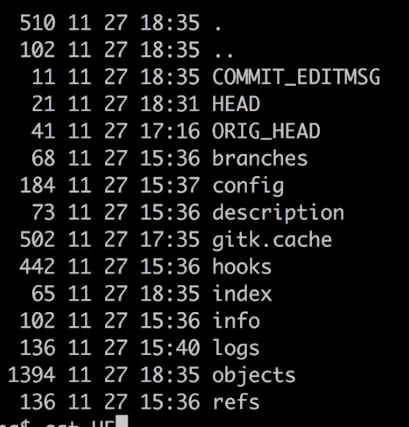 510 11 27 18:35 .
102 11 27 18:35 ..
11 11 27 18:35 COMMIT_EDITMSG
21 11 27 18:31 HEAD
41 11 27 17:16 ORIG_HEAD
68 11 27 15:36 branches
184 11 27 15:37 config
73 11 27 15:36 description
502 11 27 17:35 gitk.cache
442 11 27 15:36 hooks
65 11 27 18:35 index
102 11 27 15:36 info
136 11 27 15:40 logs
1394 11 27 18:35 objects
136 11 27 15:36 refs
$ cat HE